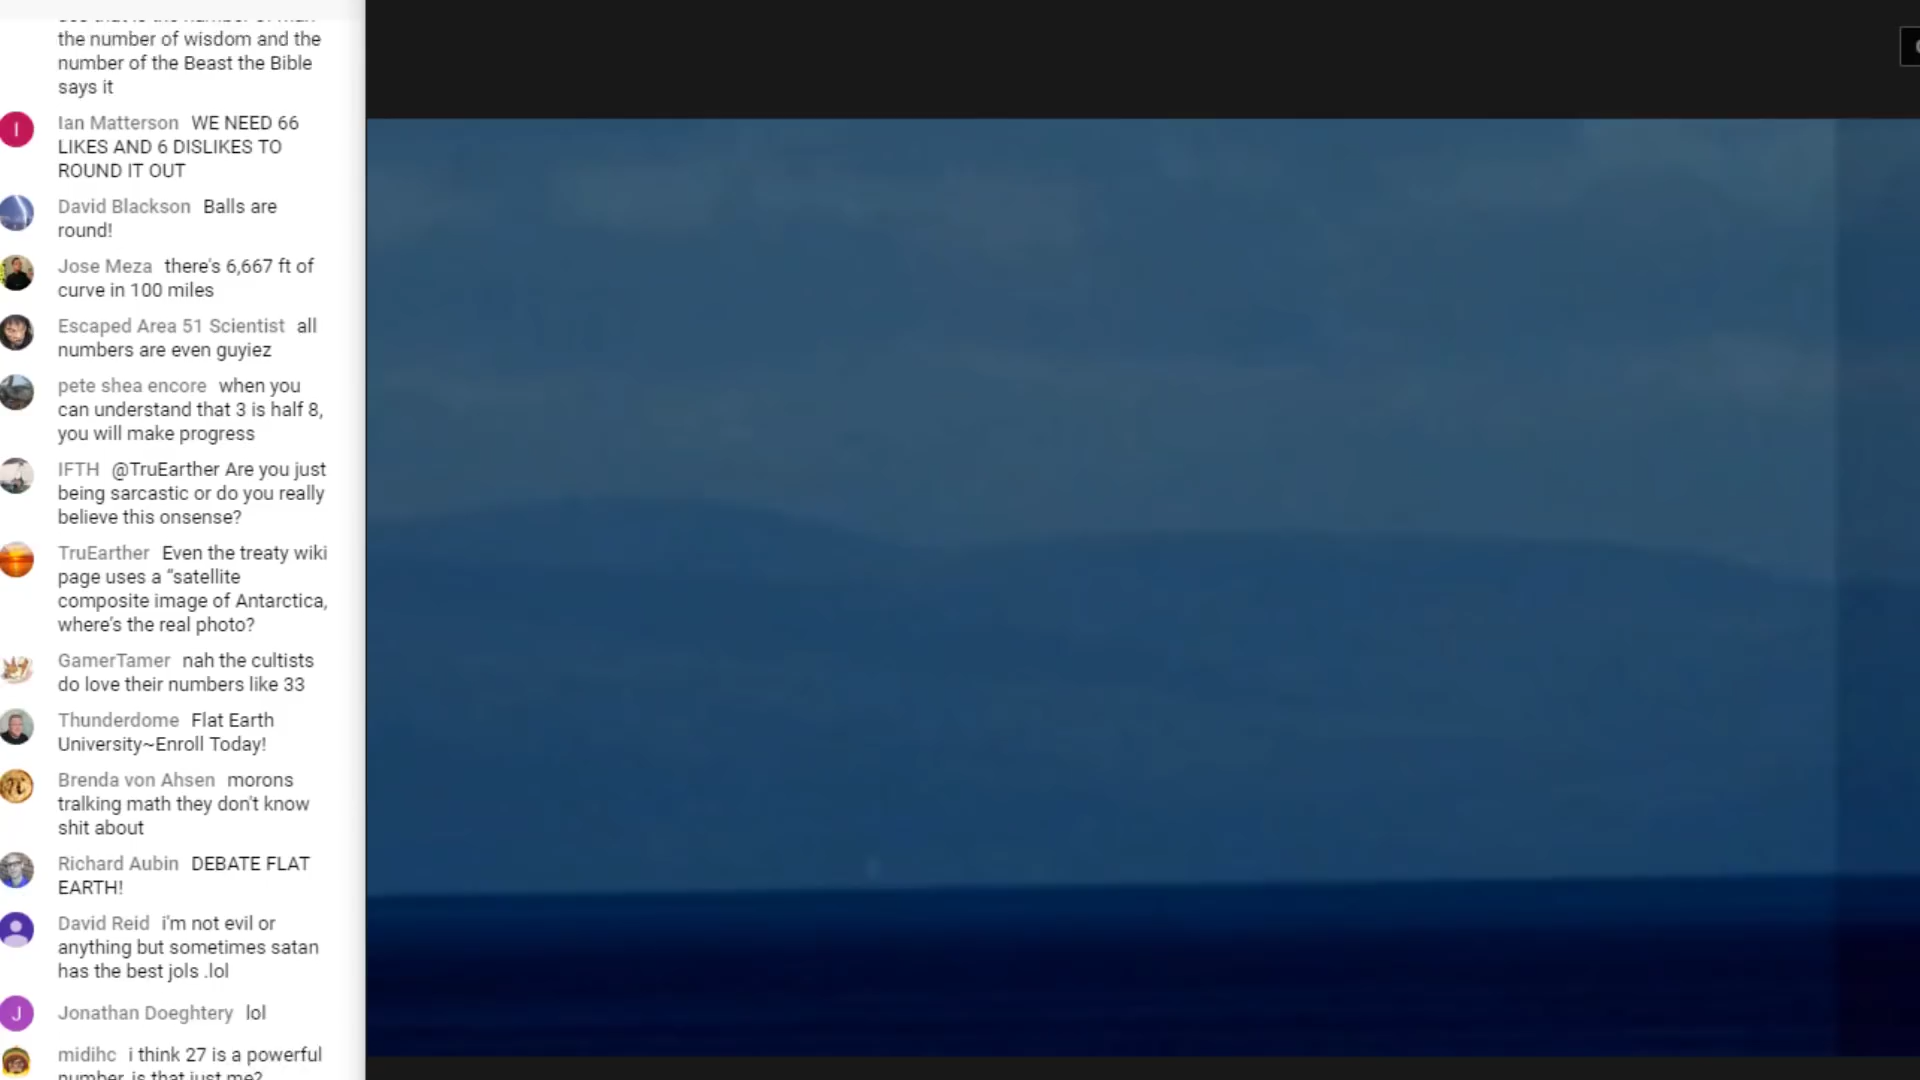 the number of wisdom and the
number of the Beast the Bible
says it
I
Ian Matterson WE NEED 66
LIKES AND 6 DISLIKES TO
ROUND IT OUT
David Blackson Balls are
round!
Jose Meza there's 6,667 ft of
curve in 100 miles
Escaped Area 51 Scientist all
numbers are even guyiez
pete shea encore when you
can understand that 3 is half 8,
you will make progress
IFTH @TruEarther Are you just
being sarcastic or do you really
believe this onsense?
TruEarther Even the treaty wiki
page uses a “satellite
composite image of Antarctica,
where’s the real photo?
GamerTamer nah the cultists
do love their numbers like 33
Thunderdome Flat Earth
University~Enroll Today!
Brenda von Ahsen morons
tralking math they don't know
shit about
Richard Aubin DEBATE FLAT
EARTH!
David Reid i'm not evil or
anything but sometimes satan
has the best jols .lol
J
Jonathan Doeghtery lol
midihc i think 27 is a powerful
number, is that just me?